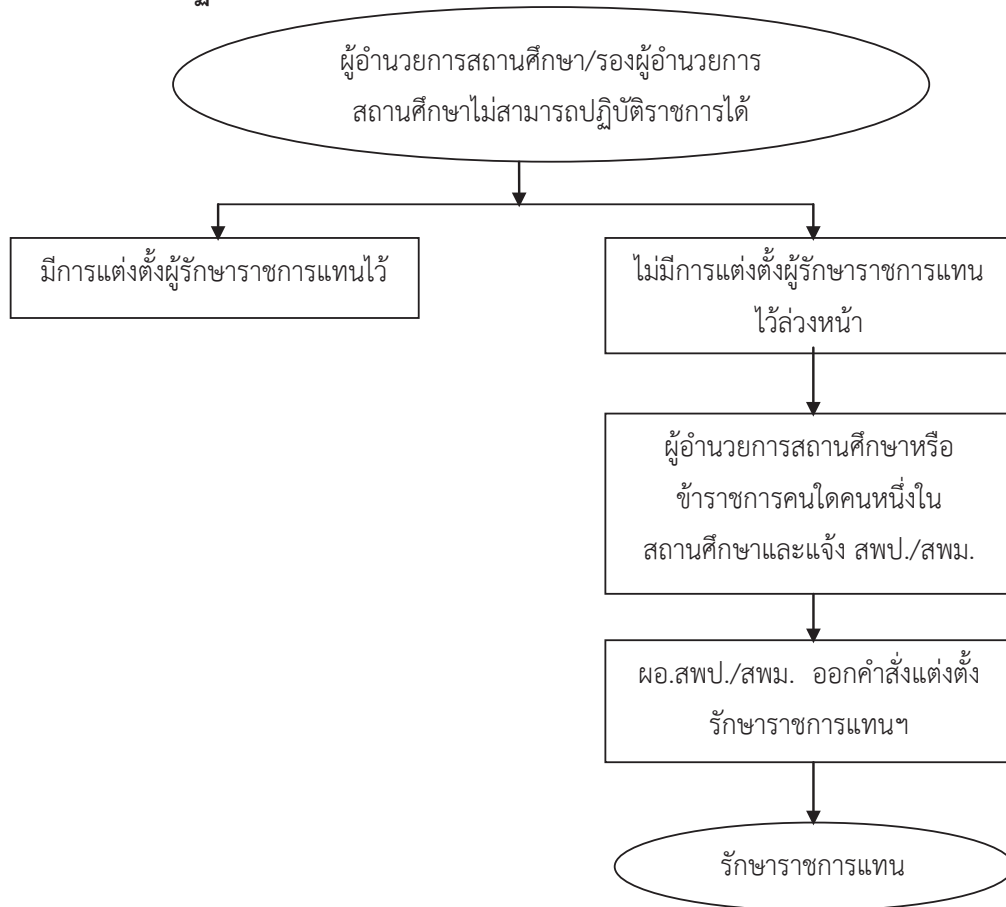 ผู้อำนวยการสถานศึกษา/รองผู้อำนวยการ
สถานศึกษาไม่สามารถปฏิบัติราชการได้
มีการแต่งตั้งผู้รักษาราชการแทนไว้
ไม่มีการแต่งตั้งผู้รักษาราชการแทน
ไว้ล่วงหน้า
ผู้อำนวยการสถานศึกษาหรือ
ข้าราชการคนใดคนหนึ่งใน
สถานศึกษาและแจ้ง สพป./สพม.
ผอ.สพป./สพม. ออกคำสั่งแต่งตั้ง
รักษาราชการแทนฯ
รักษาราชการแทน